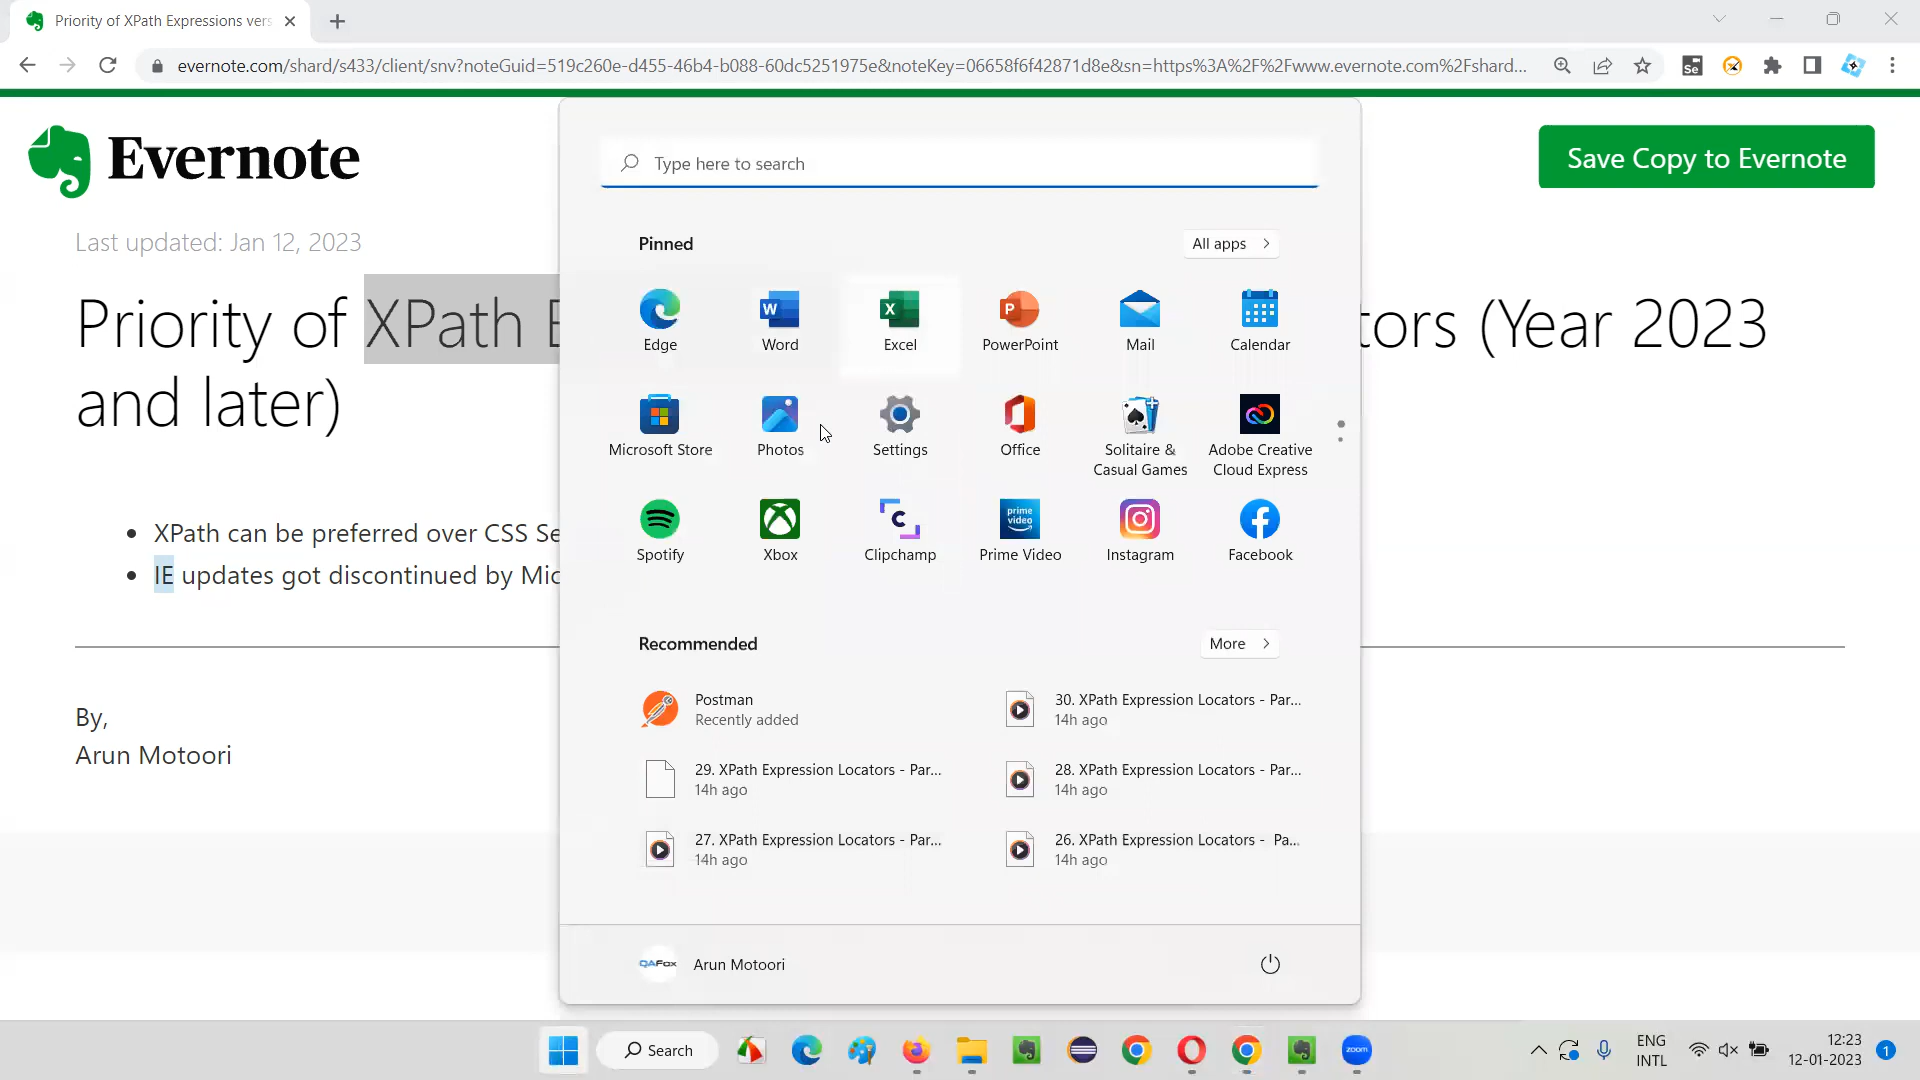 Priority of XPath Expressions vers
evernote.com/shard/s433/client/snv?noteGuid=519c260e-d455-46b4-b088-60dc5251975e&noteKey=06658f6f42871d8e&sn=https%3A%2F%2Fwww.evernote.com%2Fshard...
Se
Evernote
Save Copy to Evernote
Last updated: Jan 12, 2023
Priority of XPath E
tors (Year 2023
and later)
XPath can be preferred over CSS Se
IE updates got discontinued by Mic
By,
Arun Motoori
Type here to search
Pinned
All apps
Edge
Word
Excel
PowerPoint
Mail
Calendar
Microsoft Store
Photos
Settings
Office
Solitaire &
Casual Games
Adobe Creative
Cloud Express
Spotify
Xbox
Clipchamp
prime
video
Prime Video
Instagram
Facebook
Recommended
More
Postman
Recently added
30. XPath Expression Locators - Par...
14h ago
29. XPath Expression Locators - Par...
14h ago
28. XPath Expression Locators - Par...
14h ago
27. XPath Expression Locators - Par...
14h ago
26. XPath Expression Locators - Pa...
14h ago
QAFox
Arun Motoori
Search
zoom
ENG
INTL
12:23
12-01-2023
1